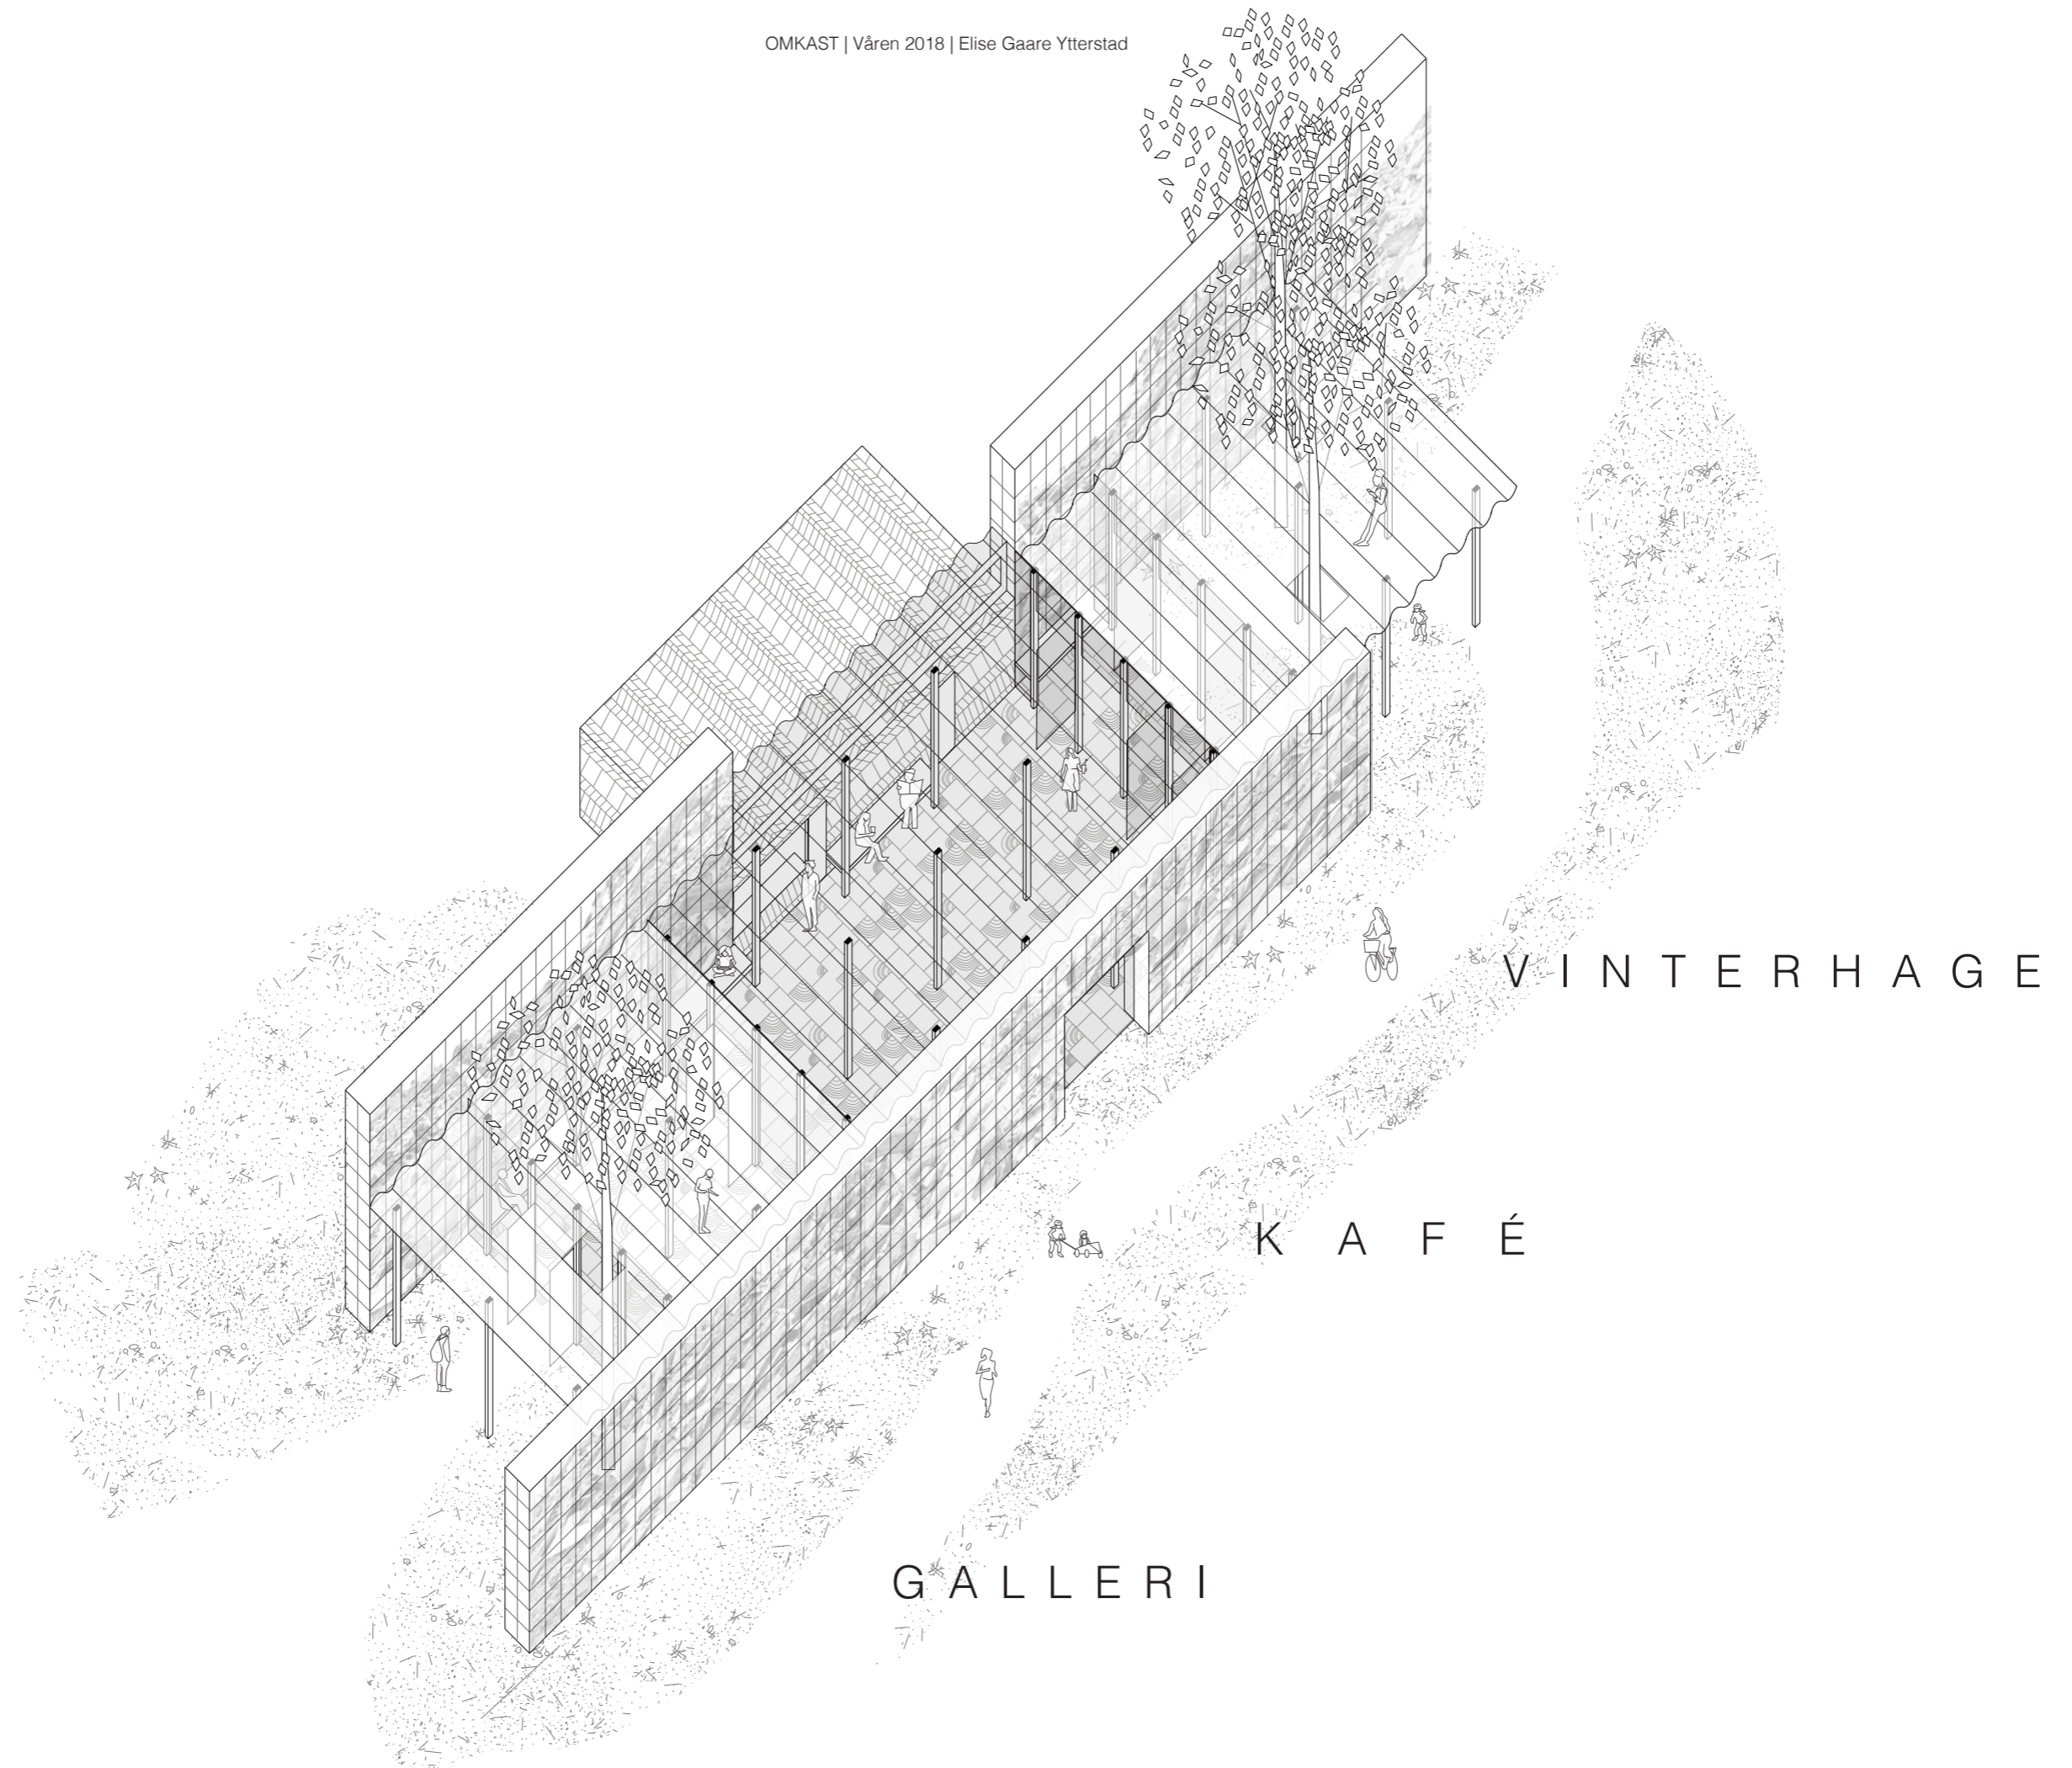 OMKAST | Våren 2018 | Elise Gaare Ytterstad
VINTERHAGE
KAFÉ
GALLERI